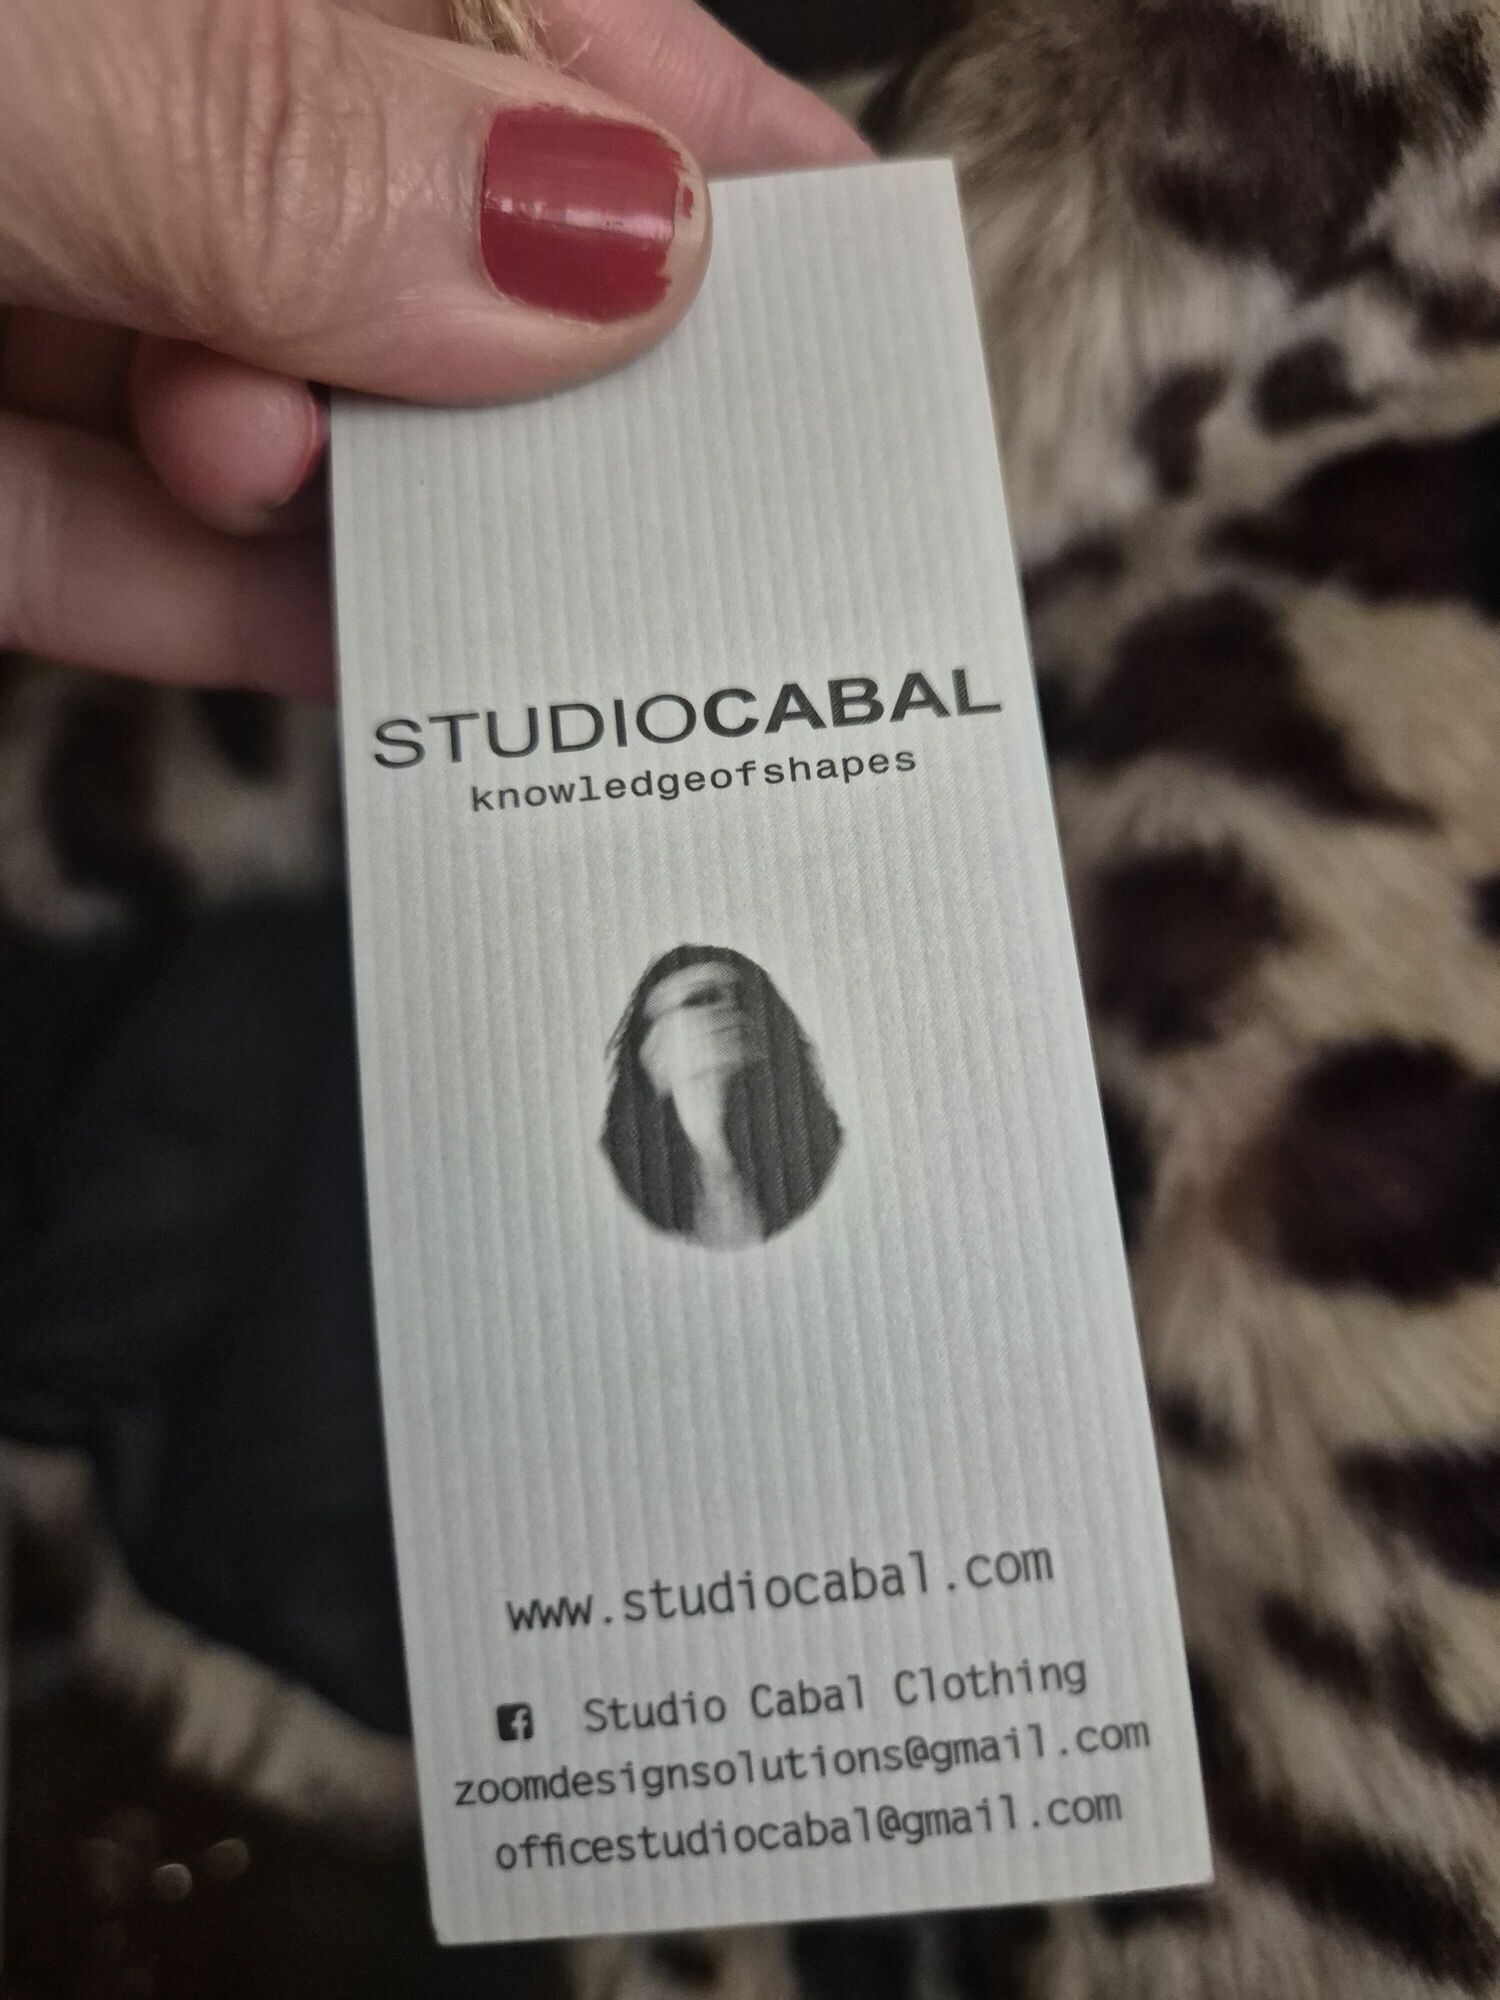 STUDIOCABAL
knowledgeofshapes
www.studiocabal.com
Studio Cabal Clothing
zoomdesignsolutions@gmail.com
officestudiocabal@gmail.com